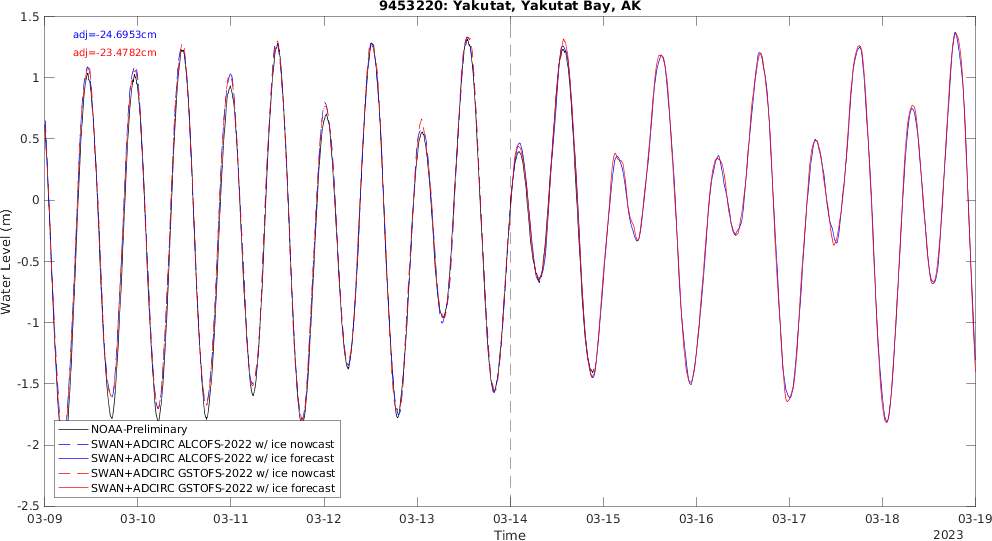 9453220: Yakutat, Yakutat Bay, AK
adj=-24.6953cm
adj=-23.4782cm
1.5
1
0.5
0
-0.5
-1
-1.5
-2
-2.5
Water Level (m)
NOAA-Preliminary
SWAN+ADCIRC ALCOFS-2022 w/ ice nowcast
SWAN+ADCIRC ALCOFS-2022 w/ ice forecast
SWAN+ADCIRC GSTOFS-2022 w/ ice nowcast
SWAN+ADCIRC GSTOFS-2022 w/ ice forecast
03-09 03-10 03-11 03-12 03-13 03-14 03-15 03-16 03-17 03-18 03-19
Time
2023